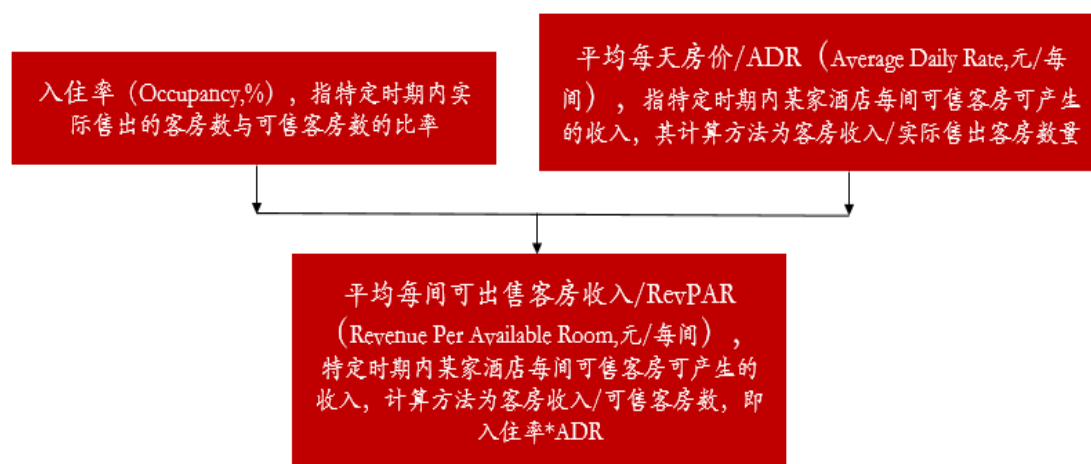 入住率（Occupancy,%），指特定时期内实
际售出的客房数与可售客房数的比率
平均每天房价/ADR（Average Daily Rate,元/每
间），指特定时期内某家酒店每间可售客房可产生
的收入，其计算方法为客房收入/实际售出客房数量
平均每间可出售客房收入/RevPAR
（Revenue Per Available Room,元/每间），
特定时期内某家酒店每间可售客房可产生的
收入，计算方法为客房收入/可售客房数，即
入住率*ADR